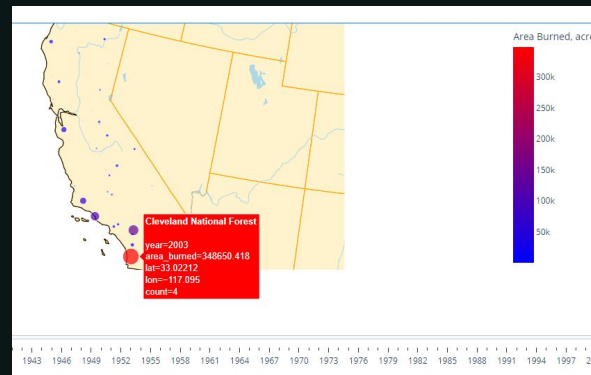 Area Burned, acre
300k
250k
200k
150k
100k
50k
Cleveland National Forest
year=2003
area_burned=348650.418
lat=33.02212
lon=−117.095
count=4
1943 1946 1949 1952 1955 1958 1961 1964 1967 1970 1973 1976 1979 1982 1985 1988 1991 1994 1997 2